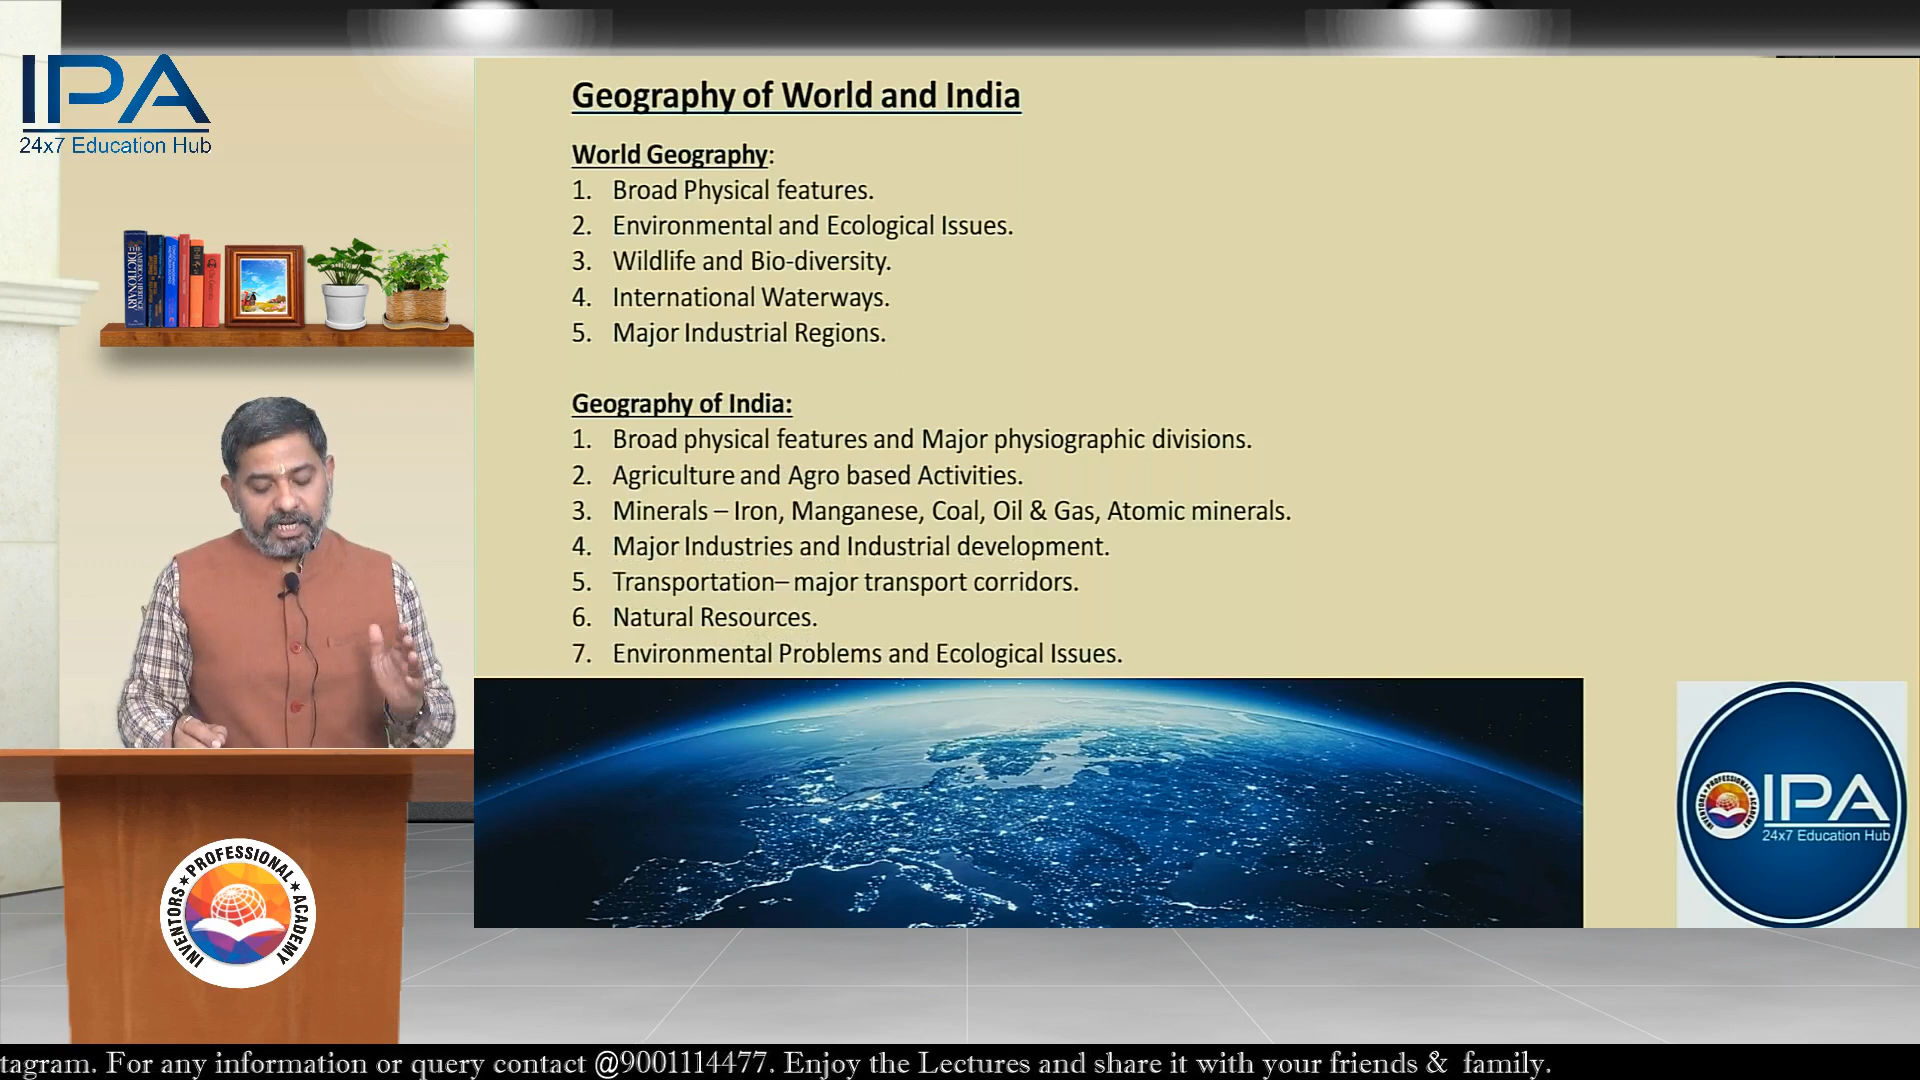 IPA
24x7 Education Hub
Geography of World and India
World Geography:
1. Broad Physical features.
2. Environmental and Ecological Issues.
3. Wildlife and Bio-diversity.
4. International Waterways.
5. Major Industrial Regions.
Geography of India:
1. Broad physical features and Major physiographic divisions.
2. Agriculture and Agro based Activities.
3. Minerals – Iron, Manganese, Coal, Oil & Gas, Atomic minerals.
4. Major Industries and Industrial development.
5. Transportation– major transport corridors.
6. Natural Resources.
7. Environmental Problems and Ecological Issues.
THE
DICTIONARY
INVENTORS ★ PROFESSIONAL ★ ACADEMY
INVENTORS PROFESSIONAL ACADEMY
IPA
24x7 Education Hub
tagram. For any information or query contact @9001114477. Enjoy the Lectures and share it with your friends & family.